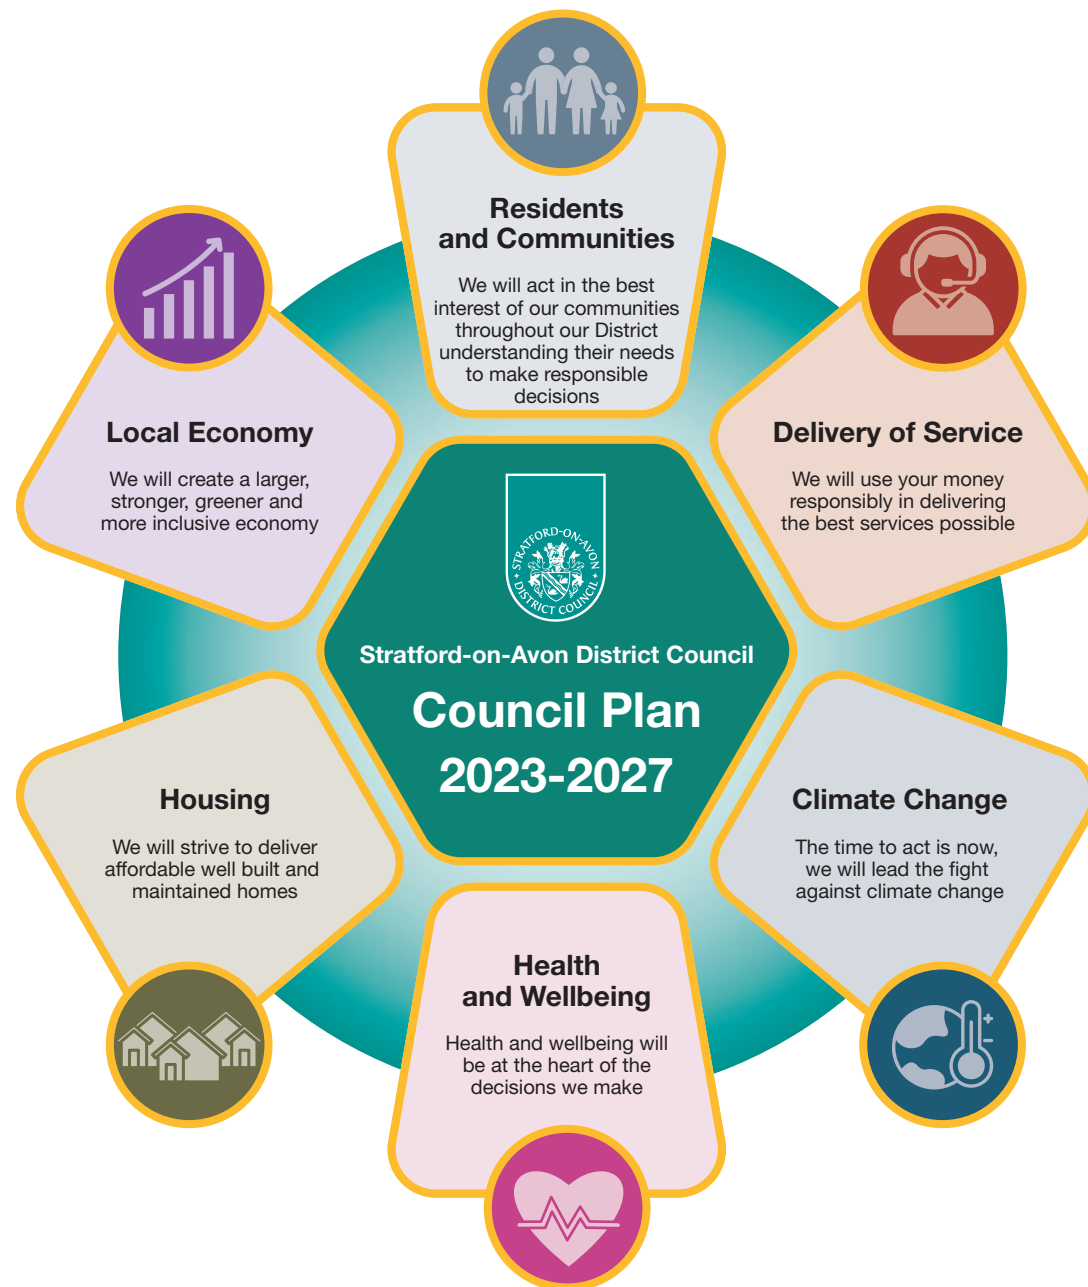 Residents
and Communities
We will act in the best
interest of our communities
throughout our District
understanding their needs
to make responsible
decisions
Local Economy
We will create a larger,
stronger, greener and
more inclusive economy
Delivery of Service
We will use your money
responsibly in delivering
the best services possible
STRATFORD-ON-AVON
DISTRICT COUNCIL
Stratford-on-Avon District Council
Council Plan
2023-2027
Housing
We will strive to deliver
affordable well built and
maintained homes
Climate Change
The time to act is now,
we will lead the fight
against climate change
Health
and Wellbeing
Health and wellbeing will
be at the heart of the
decisions we make